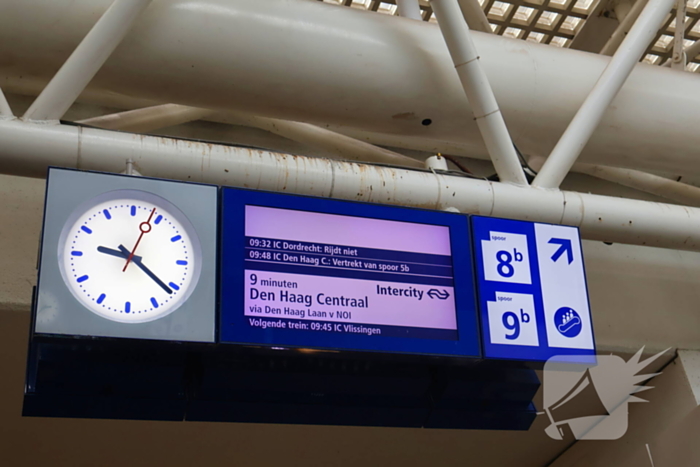 09:32 IC Dordrecht: Rijdt niet
09:48 IC Den Haag C.: Vertrekt van spoor 5b
9 minuten
Den Haag Centraal
Intercity
via Den Haag Laan v NOI
Volgende trein: 09:45 IC Vlissingen
spoor
8b
spoor
9b